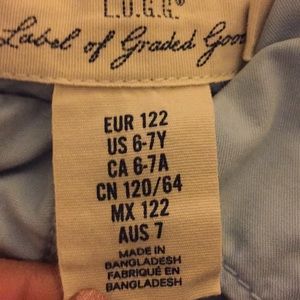 L.O.G.G.®
Label of Graded Goo
EUR 122
US 6-7Y
CA 6-7A
CN 120/64
MX 122
AUS 7
MADE IN
BANGLADESH
FABRIQUÉ EN
BANGLADESH